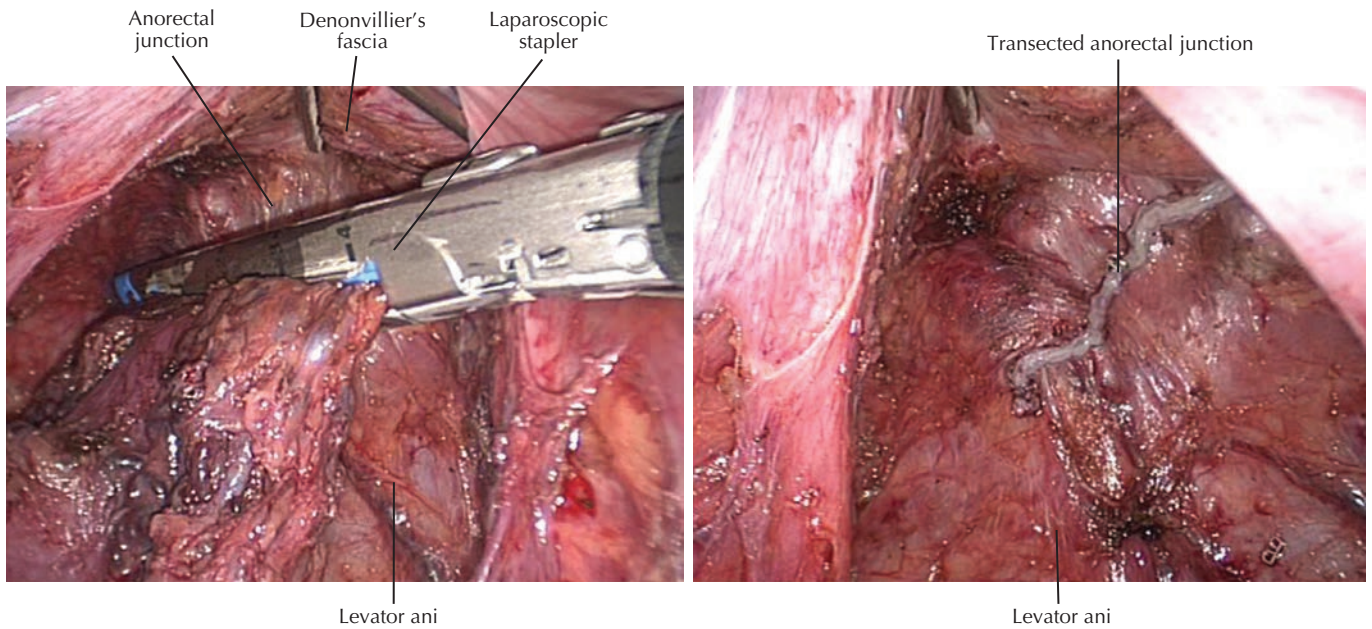 Anorectal
junction
Denonvillier's
fascia
Laparoscopic
stapler
Transected anorectal junction
Levator ani
Levator ani